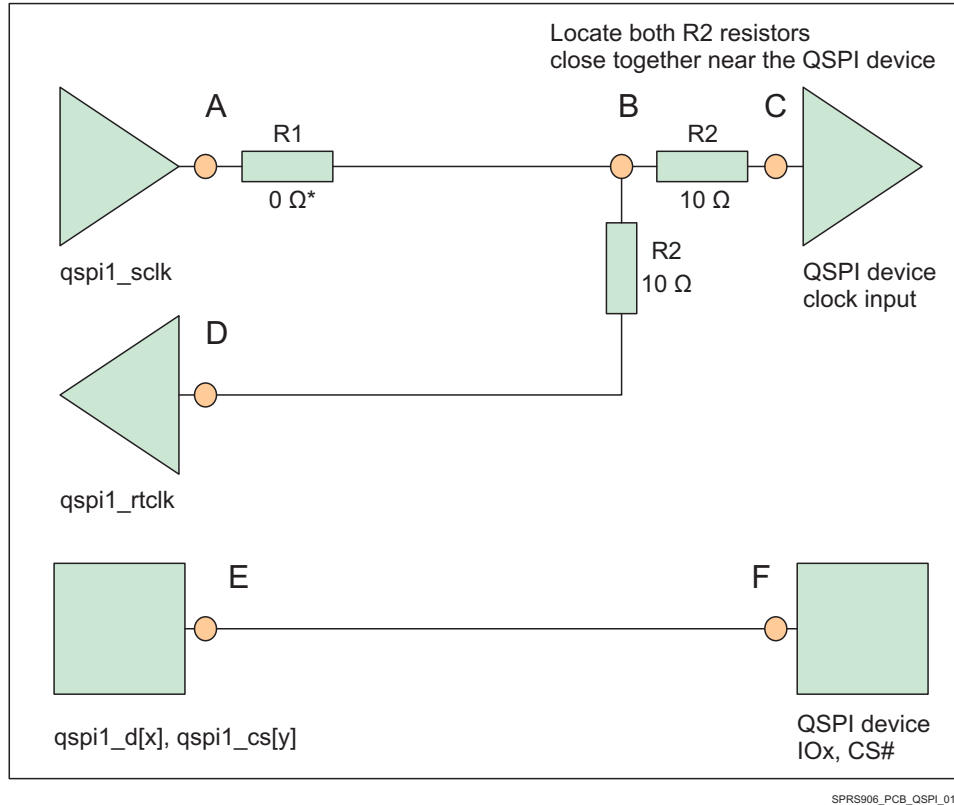 Locate both R2 resistors
close together near the QSPI device
A
B
C
R1
R2
0 Ω*
10 Ω
qspi1_sclk
R2
10 Ω
QSPI device
clock input
D
qspi1_rtclk
E
F
qspi1_d[x], qspi1_cs[y]
QSPI device
IOx, CS#
SPRS906_PCB_QSPI_01